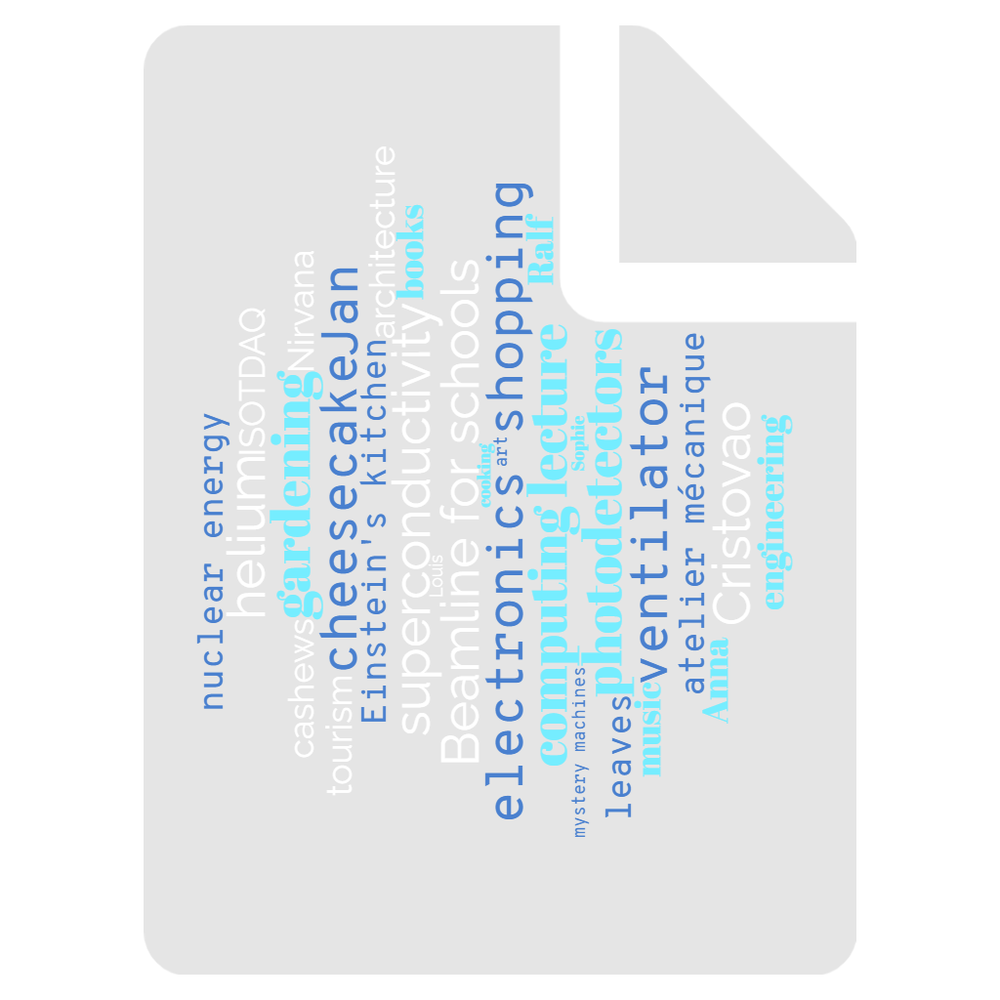 nuclear energy
helium
isOTDAQ
cashews
gardening
Nirvana
tourism
cheesecake
Jan
Einstein's kitchen
architecture
superconductivity
books
Louis
Beamline for schools
cooking
electronics
art
shopping
computing lecture
Ralf
mystery machines
Sophie
photodetectors
leaves
music
ventilator
atelier mécanique
Anna
Cristovao
engineering